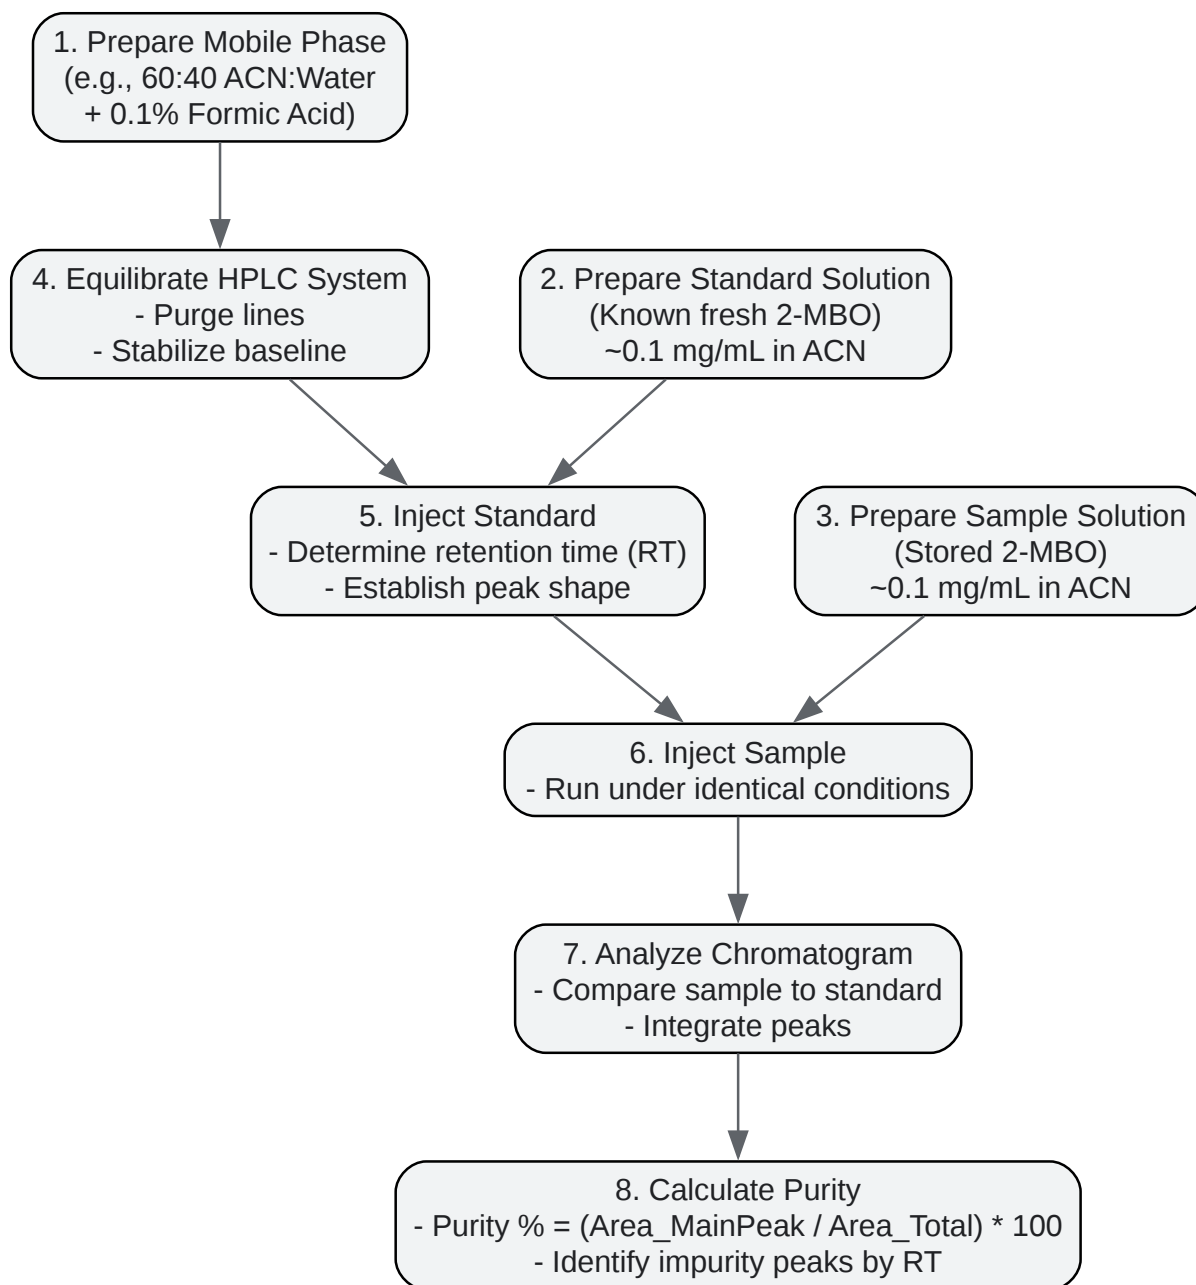 1. Prepare Mobile Phase
(e.g., 60:40 ACN:Water
+ 0.1% Formic Acid)
4. Equilibrate HPLC System
- Purge lines
- Stabilize baseline
2. Prepare Standard Solution
(Known fresh 2-MBO)
~0.1 mg/mL in ACN
5. Inject Standard
- Determine retention time (RT)
- Establish peak shape
3. Prepare Sample Solution
(Stored 2-MBO)
~0.1 mg/mL in ACN
6. Inject Sample
- Run under identical conditions
7. Analyze Chromatogram
- Compare sample to standard
- Integrate peaks
8. Calculate Purity
- Purity % = (Area_MainPeak / Area_Total) * 100
- Identify impurity peaks by RT